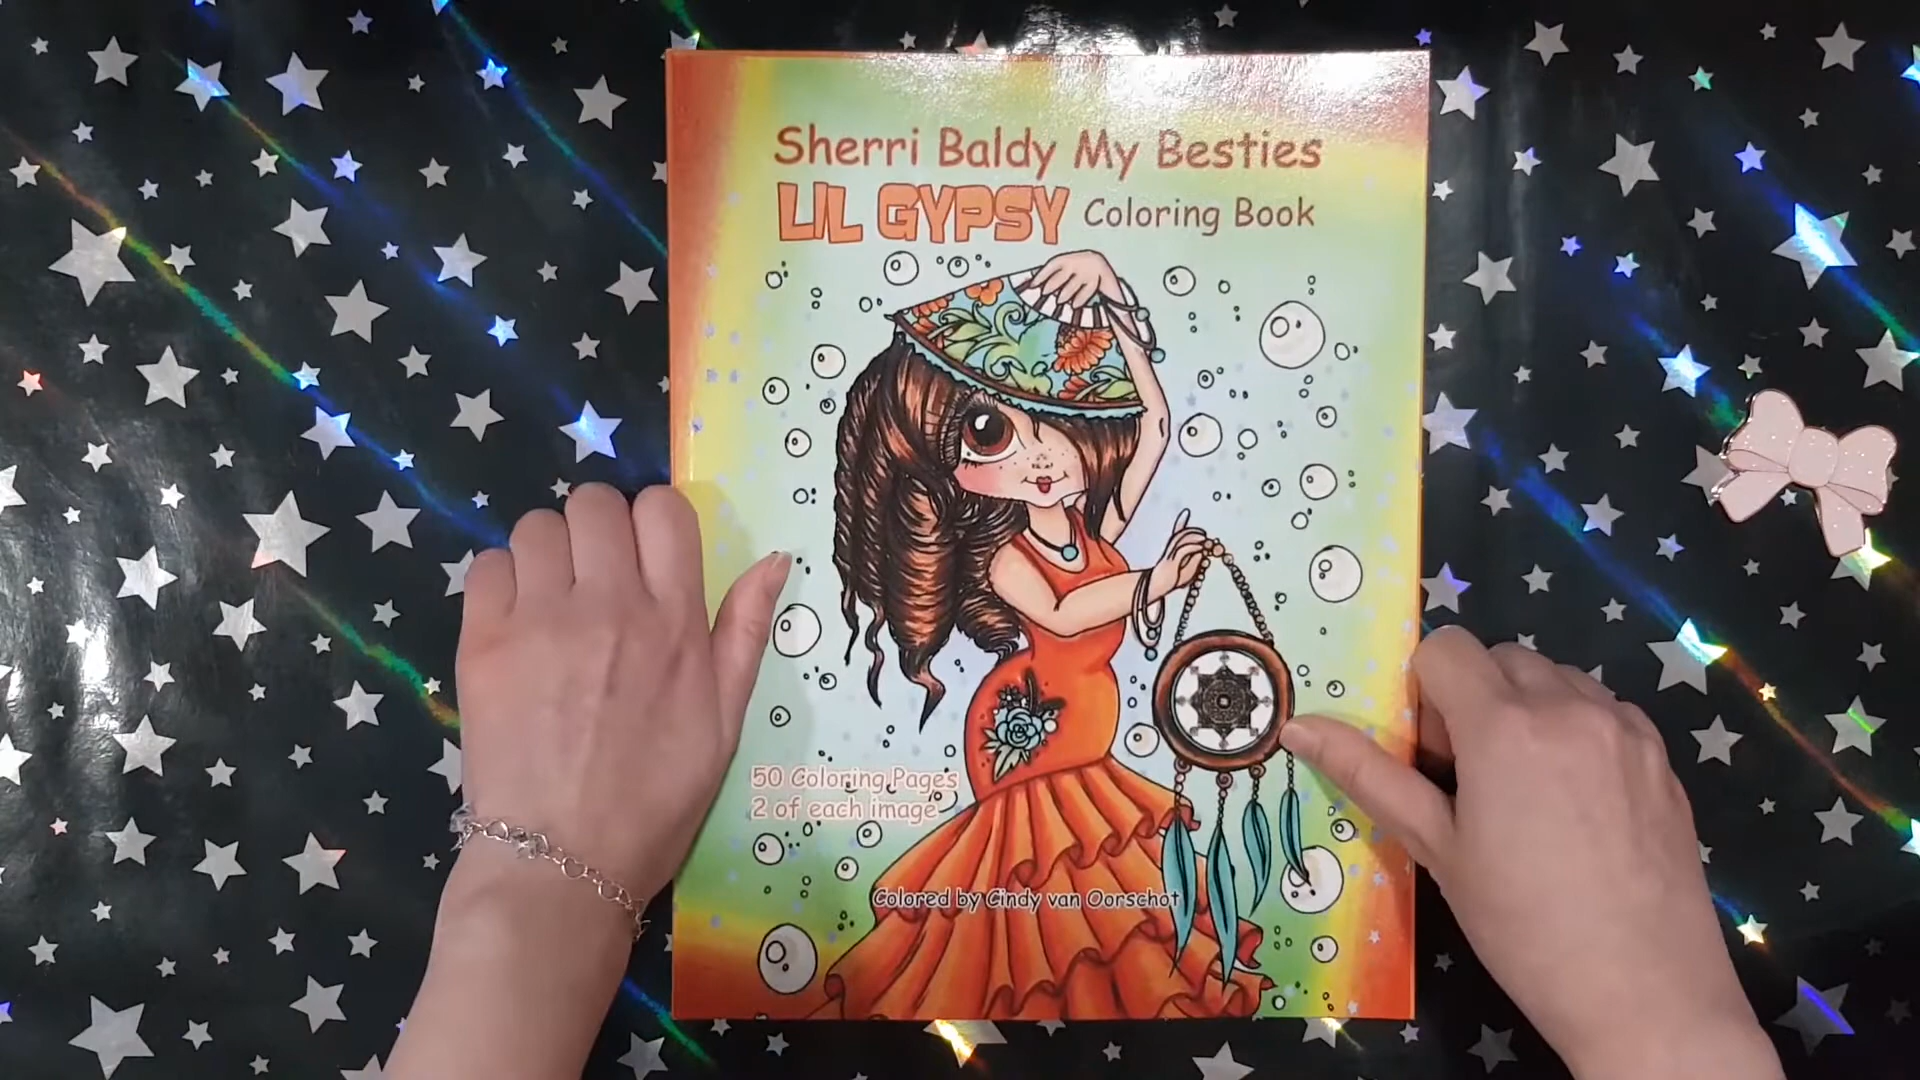 Sherri Baldy My Besties
LIL GYPSY Coloring Book
50 Coloring Pages
2 of each image
Colored by Cindy van Oorschot